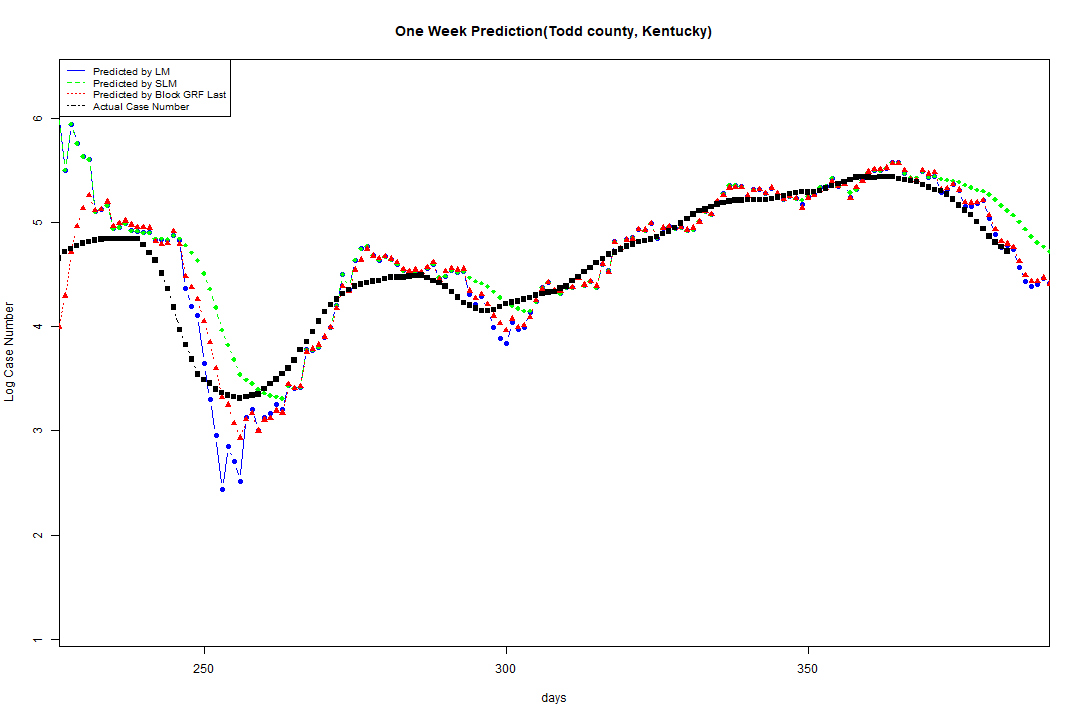 One Week Prediction(Todd county, Kentucky)
Predicted by LM
Predicted by SLM
Predicted by Block GRF Last
Actual Case Number
6
5
4
3
2
1
Log Case Number
250
300
350
days